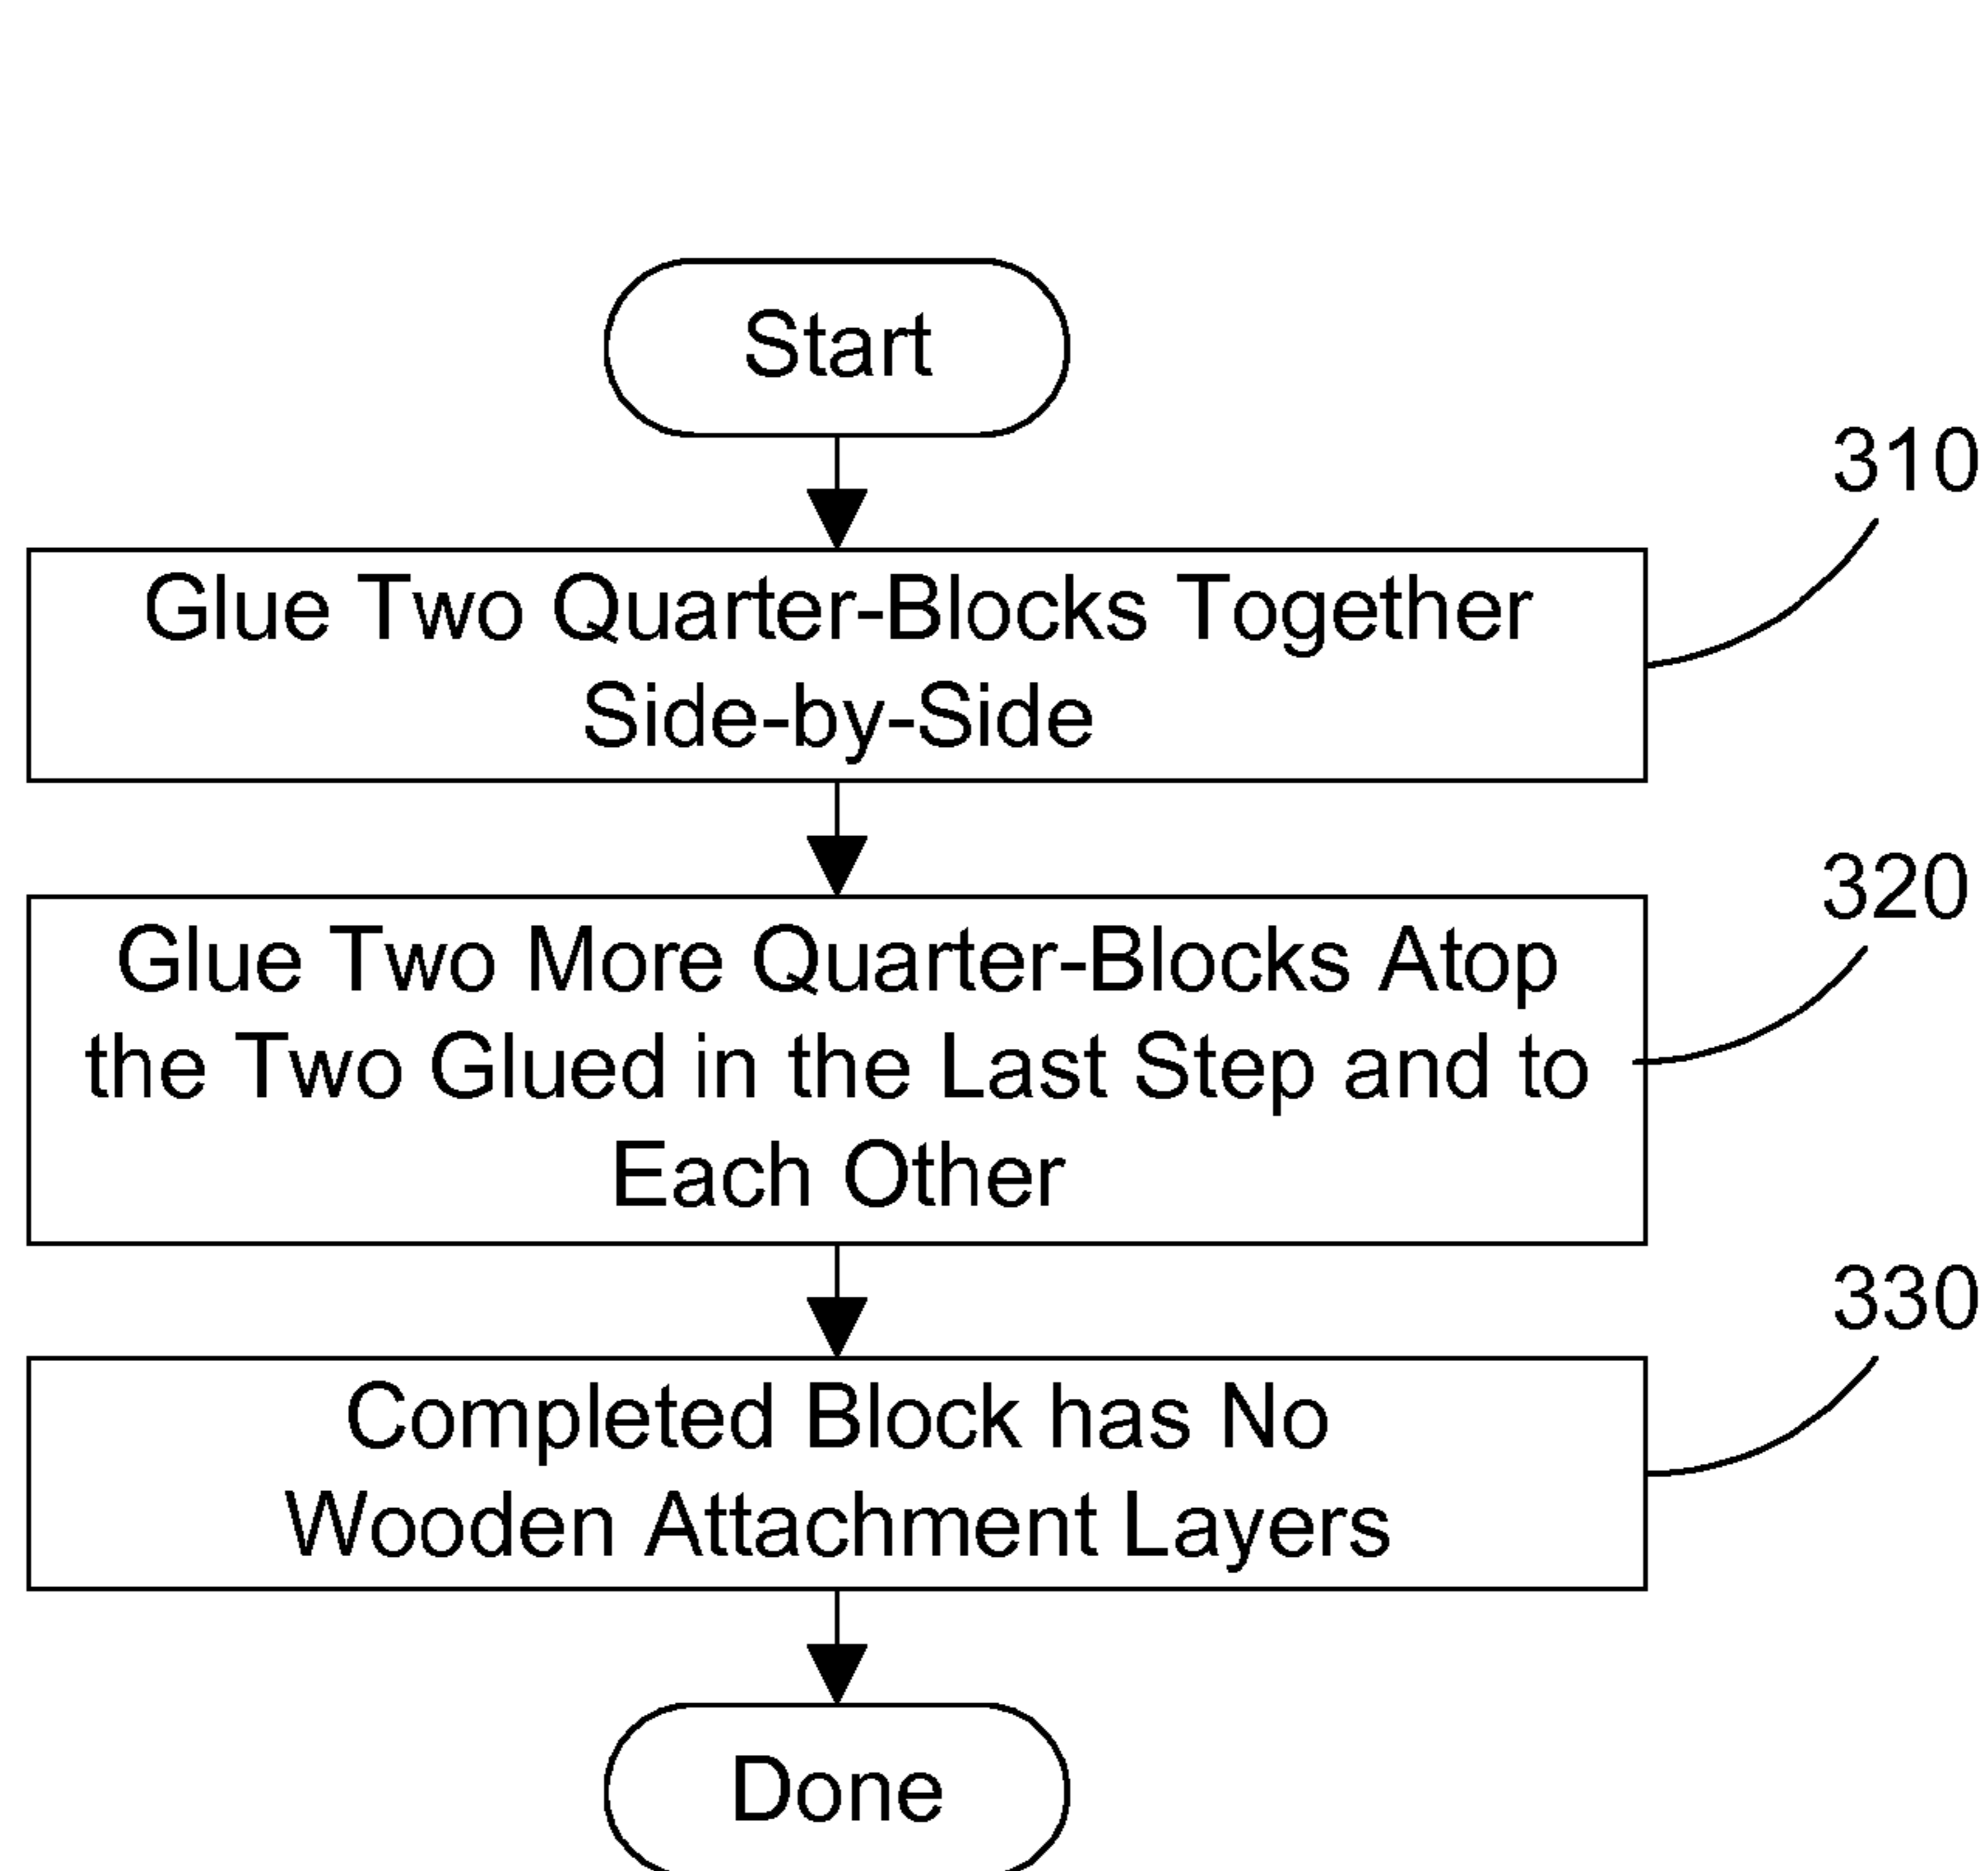 Start
310
Glue Two Quarter-Blocks Together
Side-by-Side
320
Glue Two More Quarter-Blocks Atop
the Two Glued in the Last Step and to
Each Other
330
Completed Block has No
Wooden Attachment Layers
Done